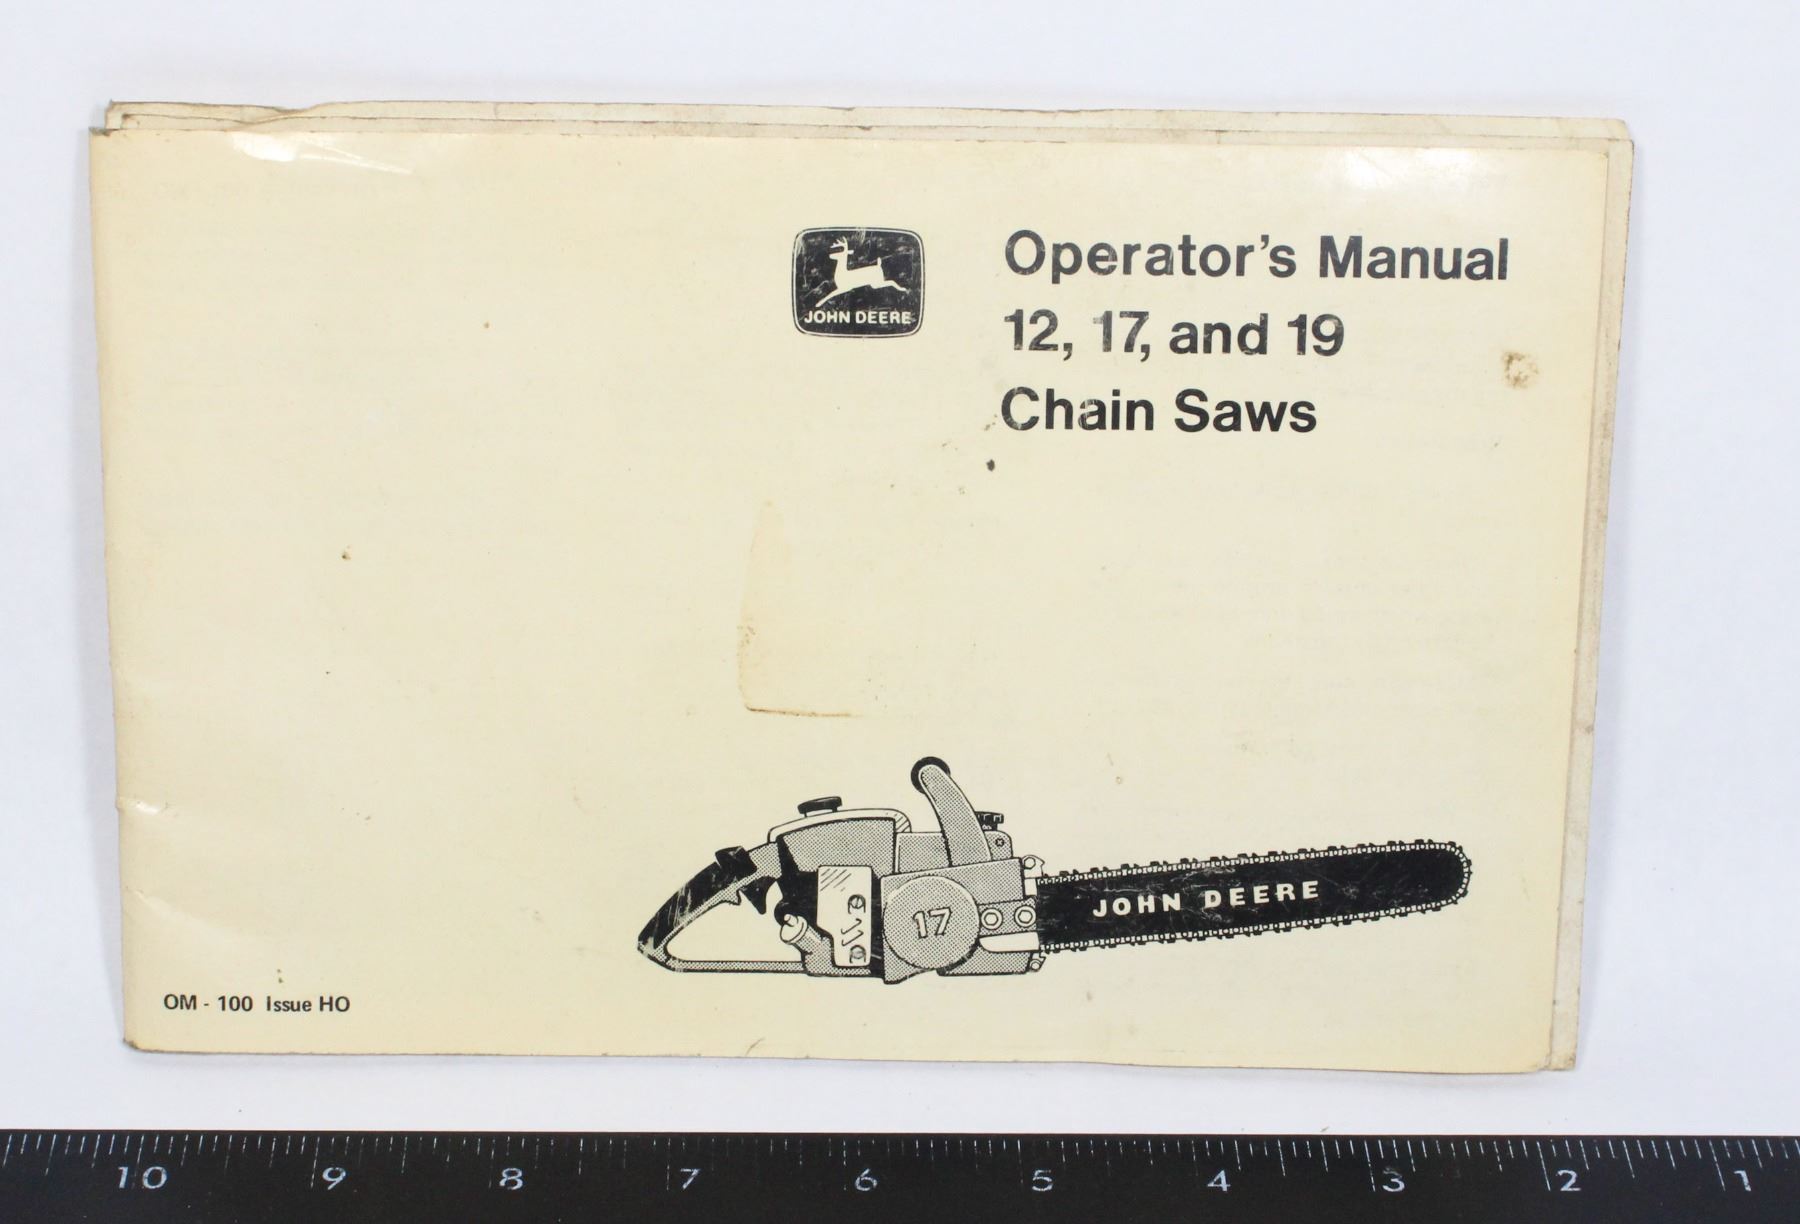 JOHN DEERE
Operator's Manual
12, 17, and 19
Chain Saws
17
JOHN DEERE
OM - 100 Issue HO
10 9 8 7 6 5 4 3 2 1